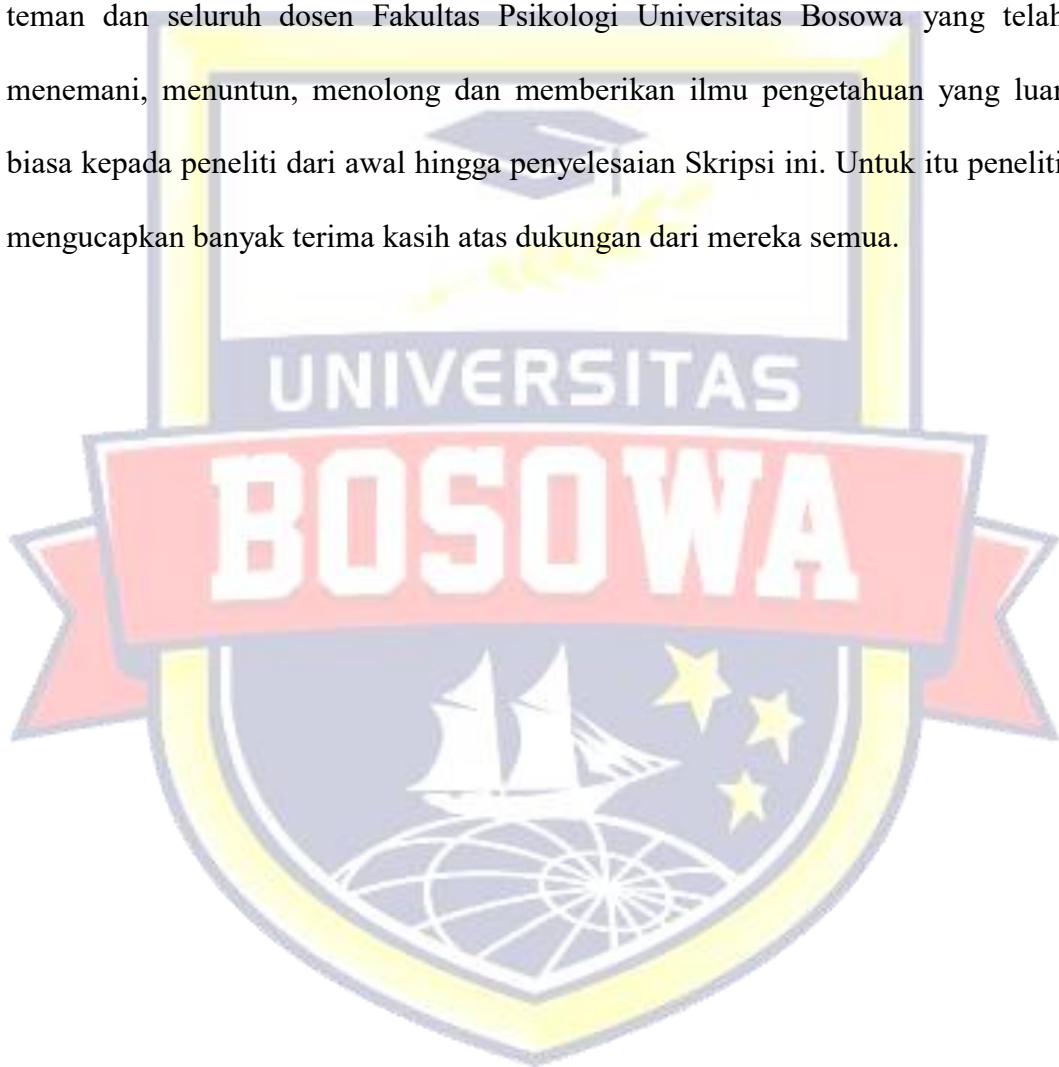 teman dan seluruh dosen Fakultas Psikologi Universitas Bosowa yang telah
menemani, menuntun, menolong dan memberikan ilmu pengetahuan yang luar
biasa kepada peneliti dari awal hingga penyelesaian Skripsi ini. Untuk itu peneliti
mengucapkan banyak terima kasih atas dukungan dari mereka semua.
UNIVERSITAS
BOSOWA